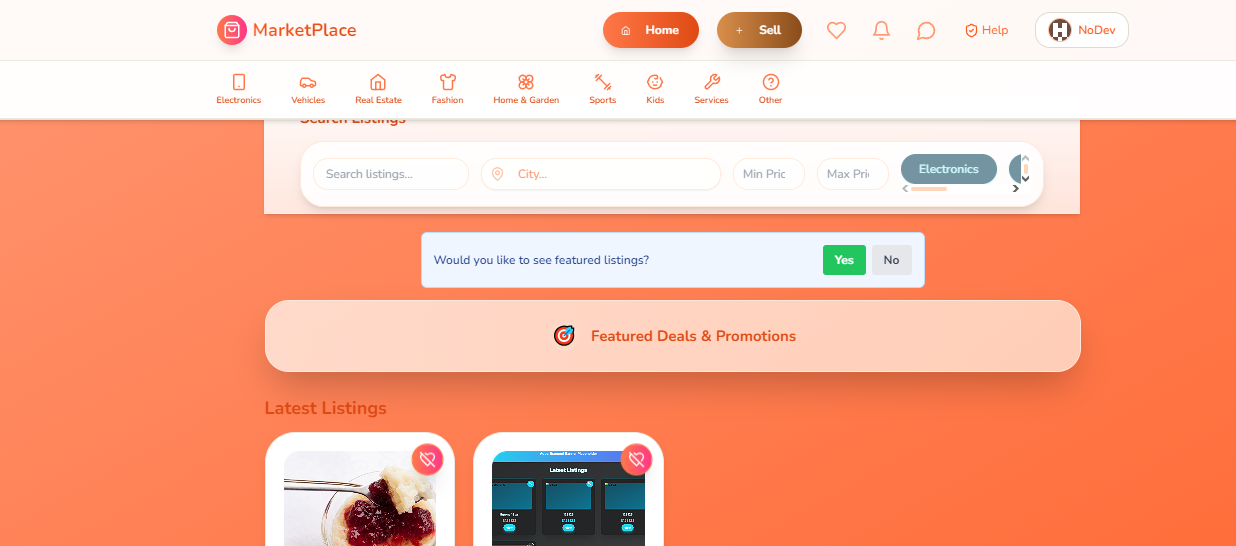 MarketPlace
Home
Sell
Help
NoDev
Electronics
Vehicles
Real Estate
Fashion
Home & Garden
Sports
Kids
Services
Other
Search Listings
Search listings...
City...
Min Pric
Max Pri
Electronics
Would you like to see featured listings?
Yes
No
Featured Deals & Promotions
Latest Listings
Latest Listings